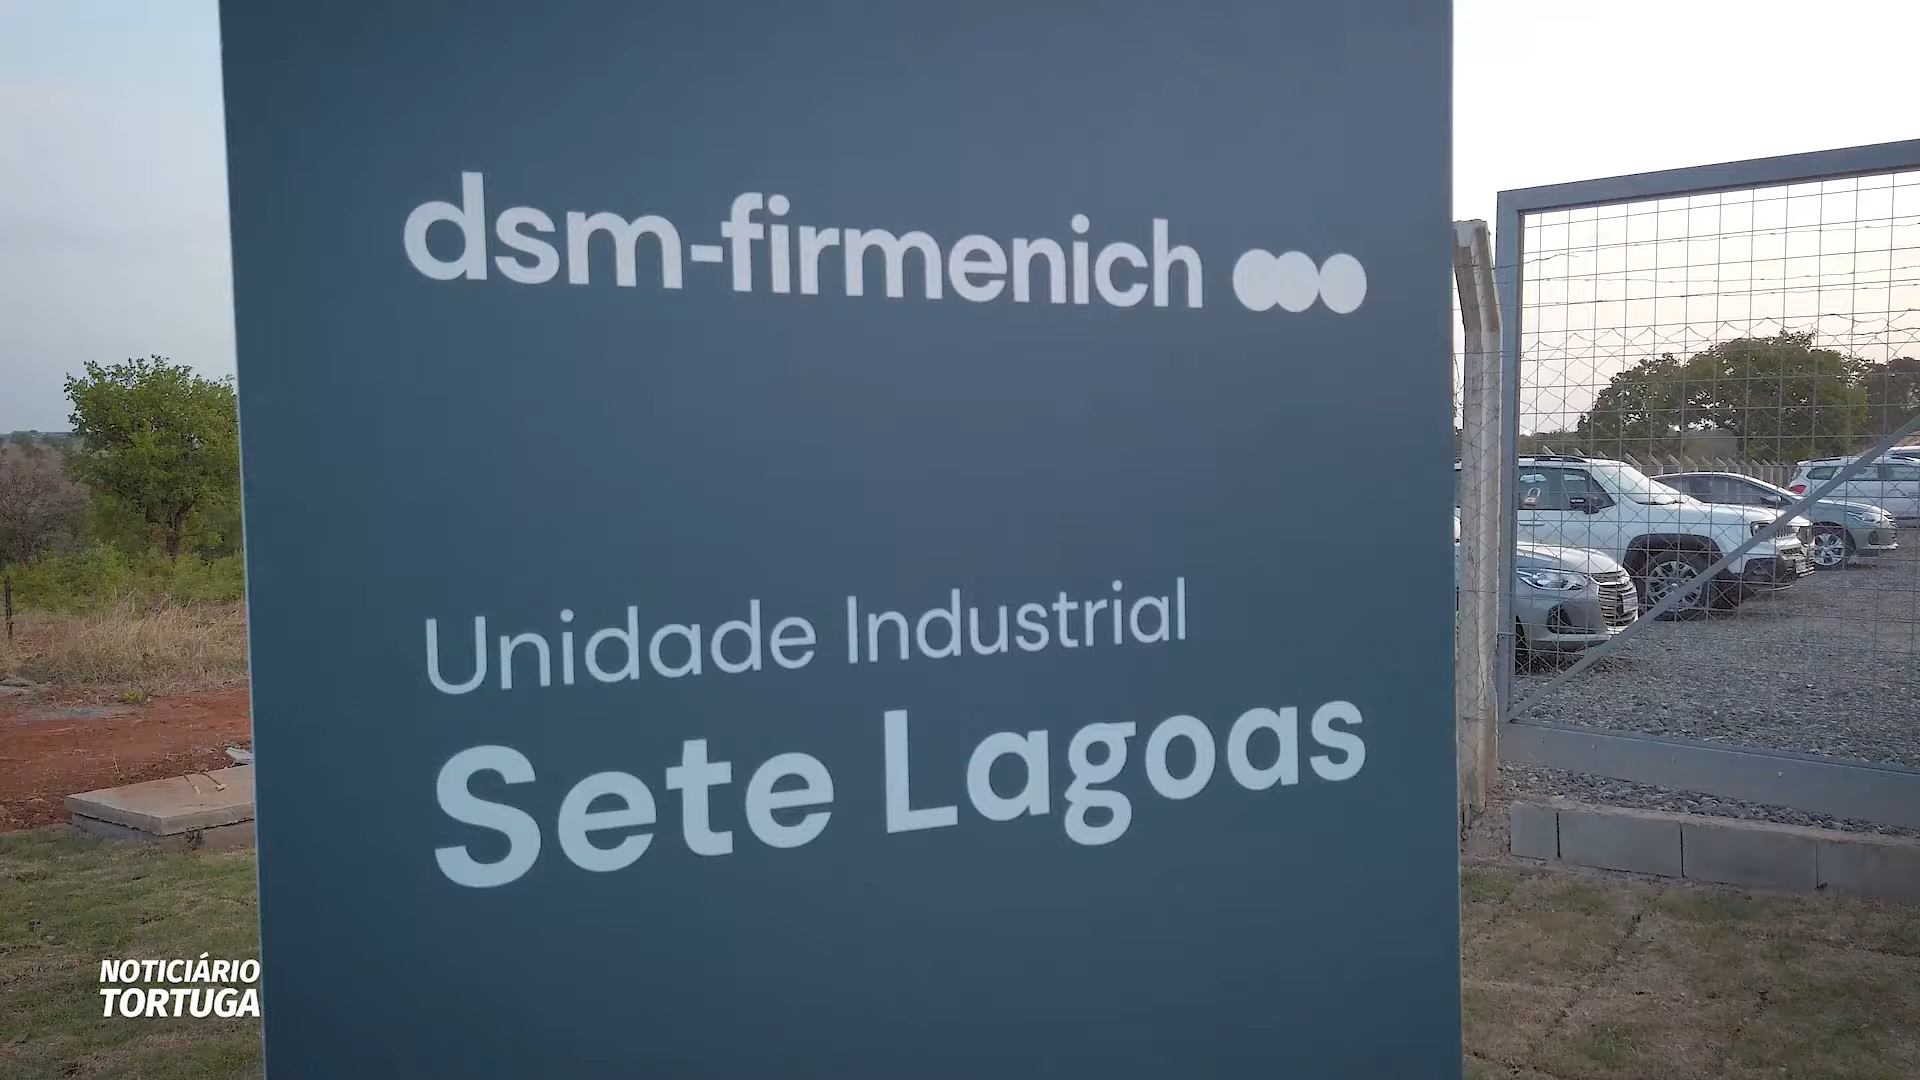 dsm-firmenich
Unidade Industrial
Sete Lagoas
NOTICIÁRIO
TORTUGA